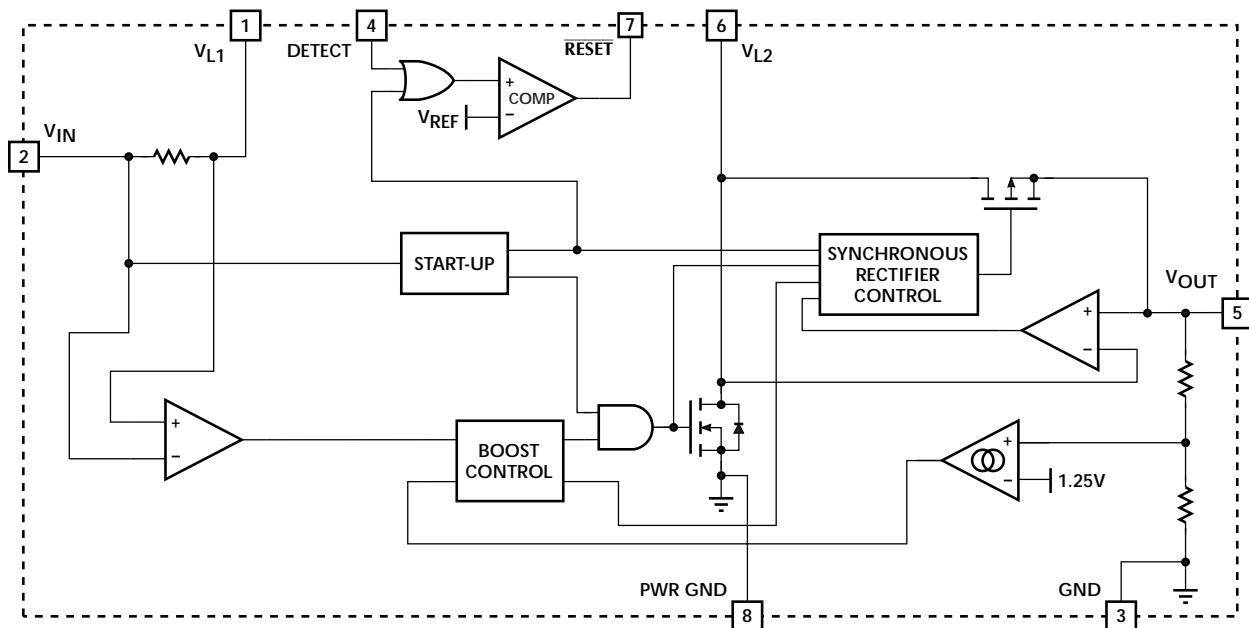 1
4
7
6
VL1
DETECT
RESET
VL2
+
COMP
VREF
−
VIN
2
START-UP
SYNCHRONOUS
RECTIFIER
CONTROL
VOUT
5
+
−
+
−
BOOST
CONTROL
+
−
1.25V
PWR GND
8
GND
3